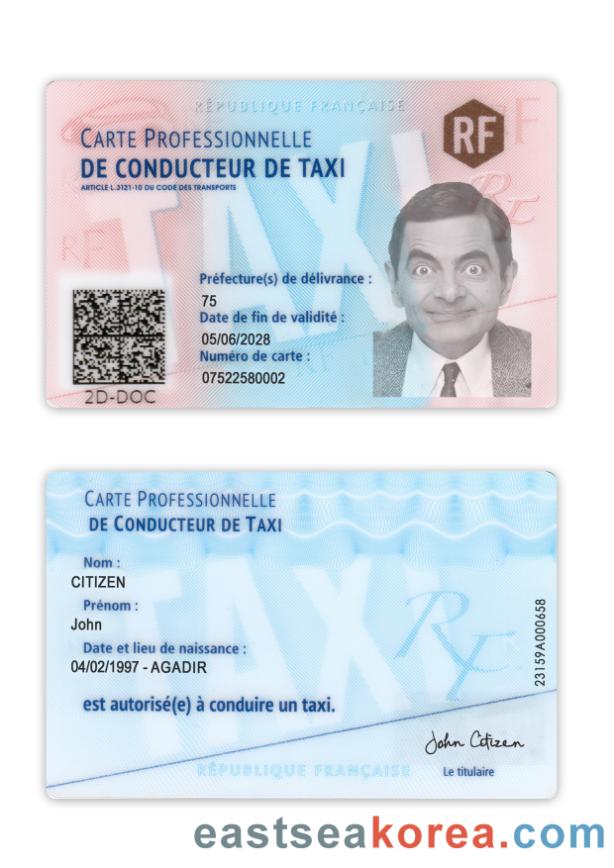 RÉPUBLIQUE FRANÇAISE
CARTE PROFESSIONNELLE
DE CONDUCTEUR DE TAXI
ARTICLE L.3121-10 DU CODE DES TRANSPORTS
RF
RF
RF
TAXI
Préfecture(s) de délivrance :
75
Date de fin de validité :
05/06/2028
Numéro de carte :
07522580002
RF
2D-DOC
CARTE PROFESSIONNELLE
DE CONDUCTEUR DE TAXI
Nom :
CITIZEN
Prénom :
John
Date et lieu de naissance :
04/02/1997 - AGADIR
est autorisé(e) à conduire un taxi.
TAXI
RF
23159A000658
John Citizen
RÉPUBLIQUE FRANÇAISE
Le titulaire
eastseakorea.com